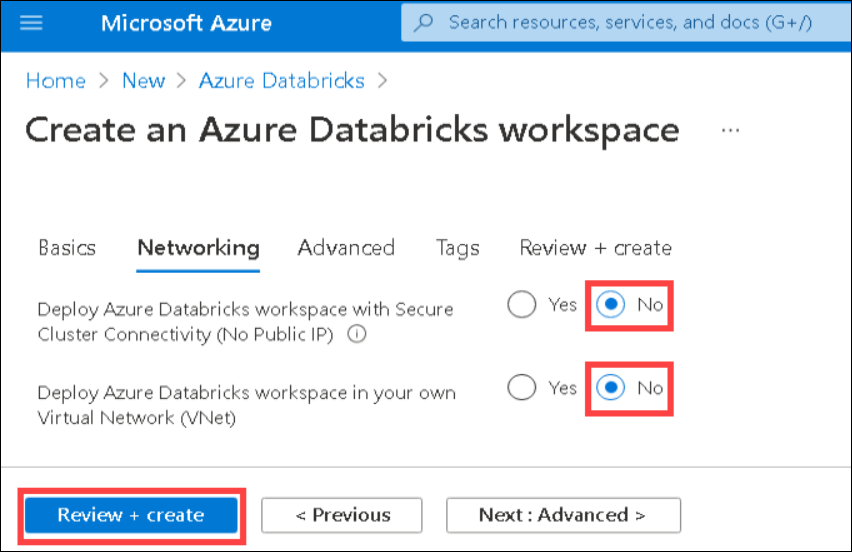 Microsoft Azure
Search resources, services, and docs (G+/)
Home > New > Azure Databricks >
Create an Azure Databricks workspace ...
Basics Networking Advanced Tags Review + create
Deploy Azure Databricks workspace with Secure
Cluster Connectivity (No Public IP)
Yes No
Deploy Azure Databricks workspace in your own
Virtual Network (VNet)
Yes No
Review + create < Previous Next : Advanced >